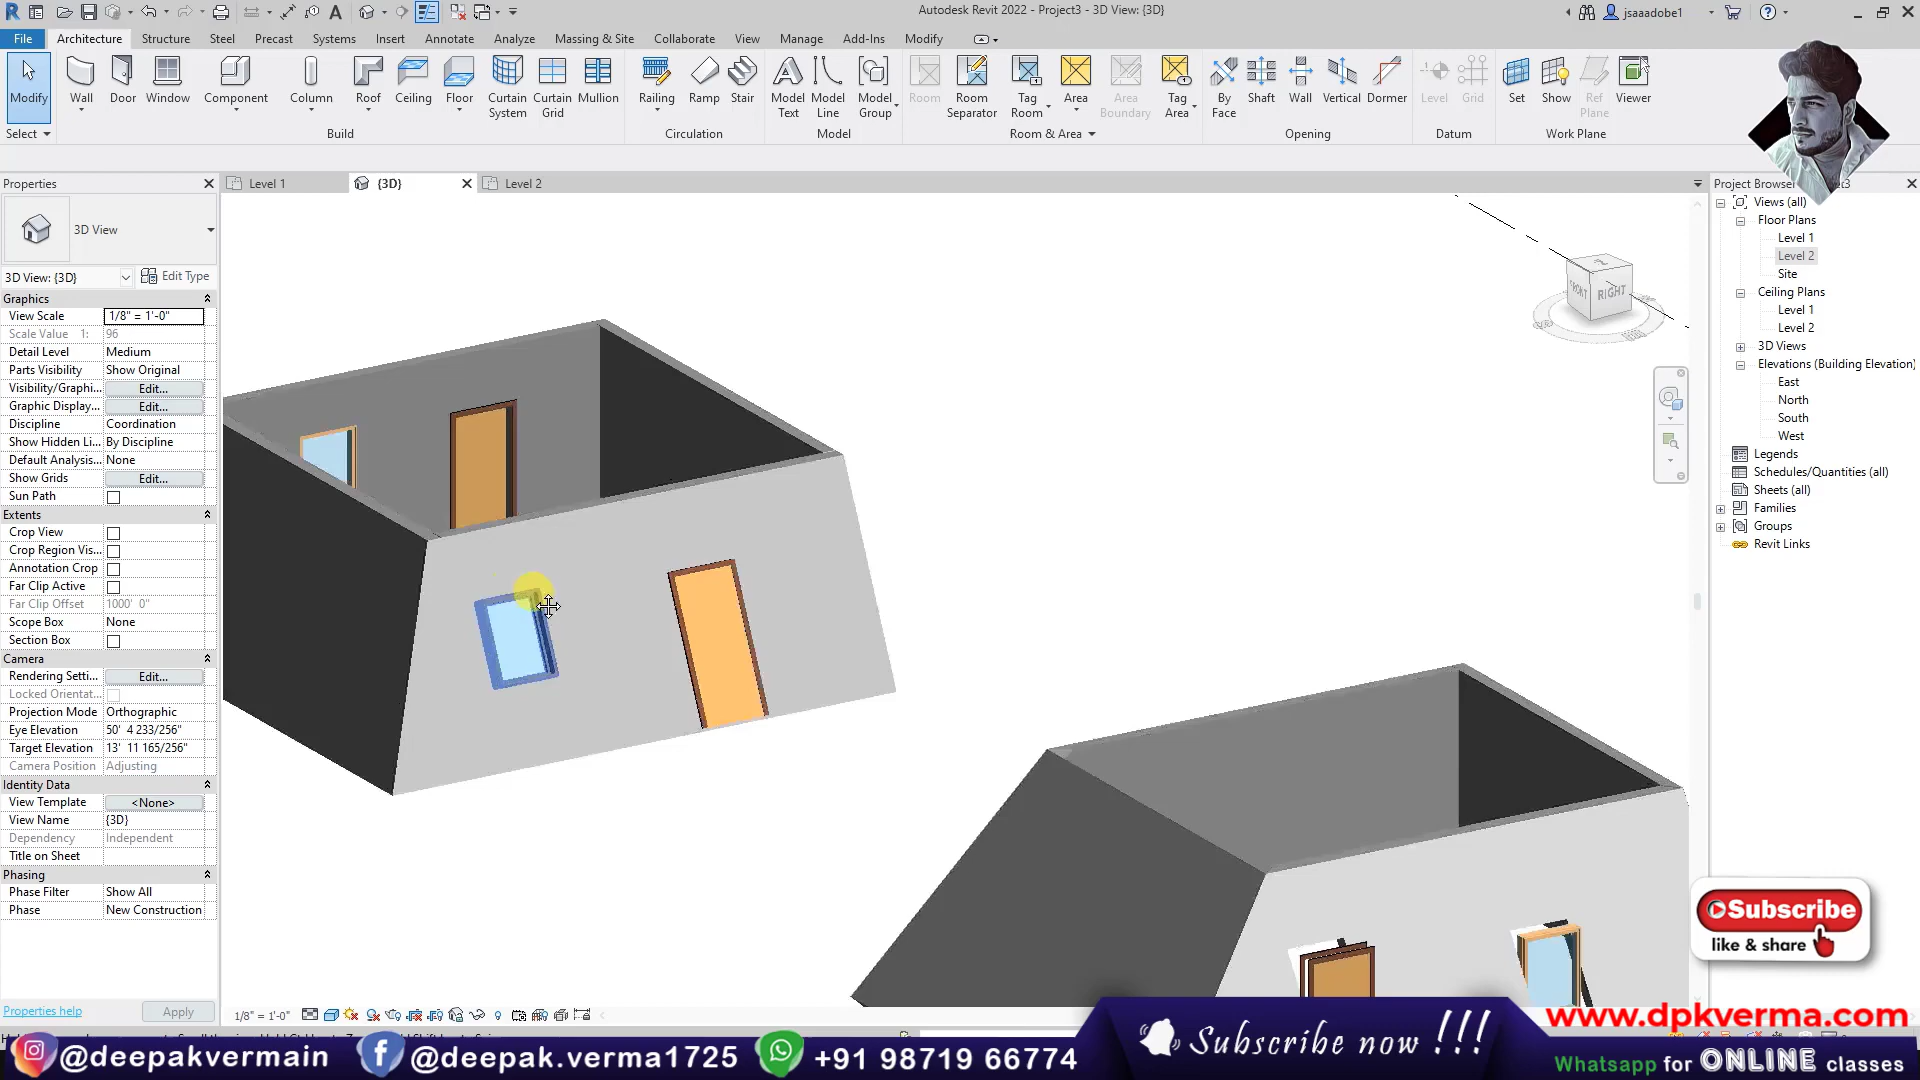 Autodesk Revit 2022 - Project3 - 3D View: {3D}
jsaaadobe1
File Architecture Structure Steel Precast Systems Insert Annotate Analyze Massing & Site Collaborate View Manage Add-Ins Modify
Modify Wall Door Window Component Column Roof Ceiling Floor Curtain System Curtain Grid Mullion Railing Ramp Stair Model Text Model Line Model Group Room Room Separator Tag Room Area Area Boundary Tag Area By Face Shaft Wall Vertical Dormer Level Grid Set Show Ref Plane Viewer
Select Build Circulation Model Room & Area Opening Datum Work Plane
Properties
Level 1
{3D}
Level 2
3D View
3D View: {3D} Edit Type
Graphics
View Scale 1/8" = 1'-0"
Scale Value 1: 96
Detail Level Medium
Parts Visibility Show Original
Visibility/Graphi... Edit...
Graphic Display... Edit...
Discipline Coordination
Show Hidden Li... By Discipline
Default Analysis... None
Show Grids Edit...
Sun Path
Extents
Crop View
Crop Region Vis...
Annotation Crop
Far Clip Active
Far Clip Offset 1000' 0"
Scope Box None
Section Box
Camera
Rendering Setti... Edit...
Locked Orientat...
Projection Mode Orthographic
Eye Elevation 50' 4 233/256"
Target Elevation 13' 11 165/256"
Camera Position Adjusting
Identity Data
View Template <None>
View Name {3D}
Dependency Independent
Title on Sheet
Phasing
Phase Filter Show All
Phase New Construction
Properties help Apply
1/8" = 1'-0"
FRONT RIGHT
Views (all)
Floor Plans
Level 1
Level 2
Site
Ceiling Plans
Level 1
Level 2
3D Views
Elevations (Building Elevation)
East
North
South
West
Legends
Schedules/Quantities (all)
Sheets (all)
Families
Groups
Revit Links
Subscribe
like & share
www.dpkverma.com
@deepakvermain
@deepak.verma1725
+91 98719 66774
Subscribe now !!!
Whatsapp for ONLINE classes